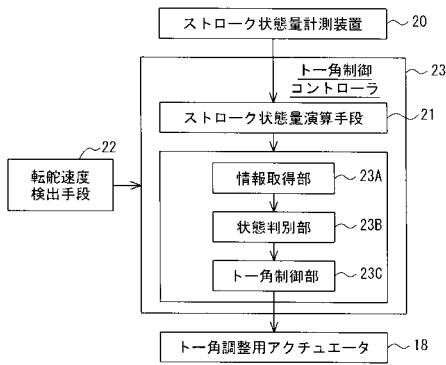 ストローク状態量計測装置
20
トー角制御
コントローラ
23
ストローク状態量演算手段
21
22
転舵速度
検出手段
情報取得部
23A
状態判別部
23B
トー角制御部
23C
トー角調整用アクチュエータ
18